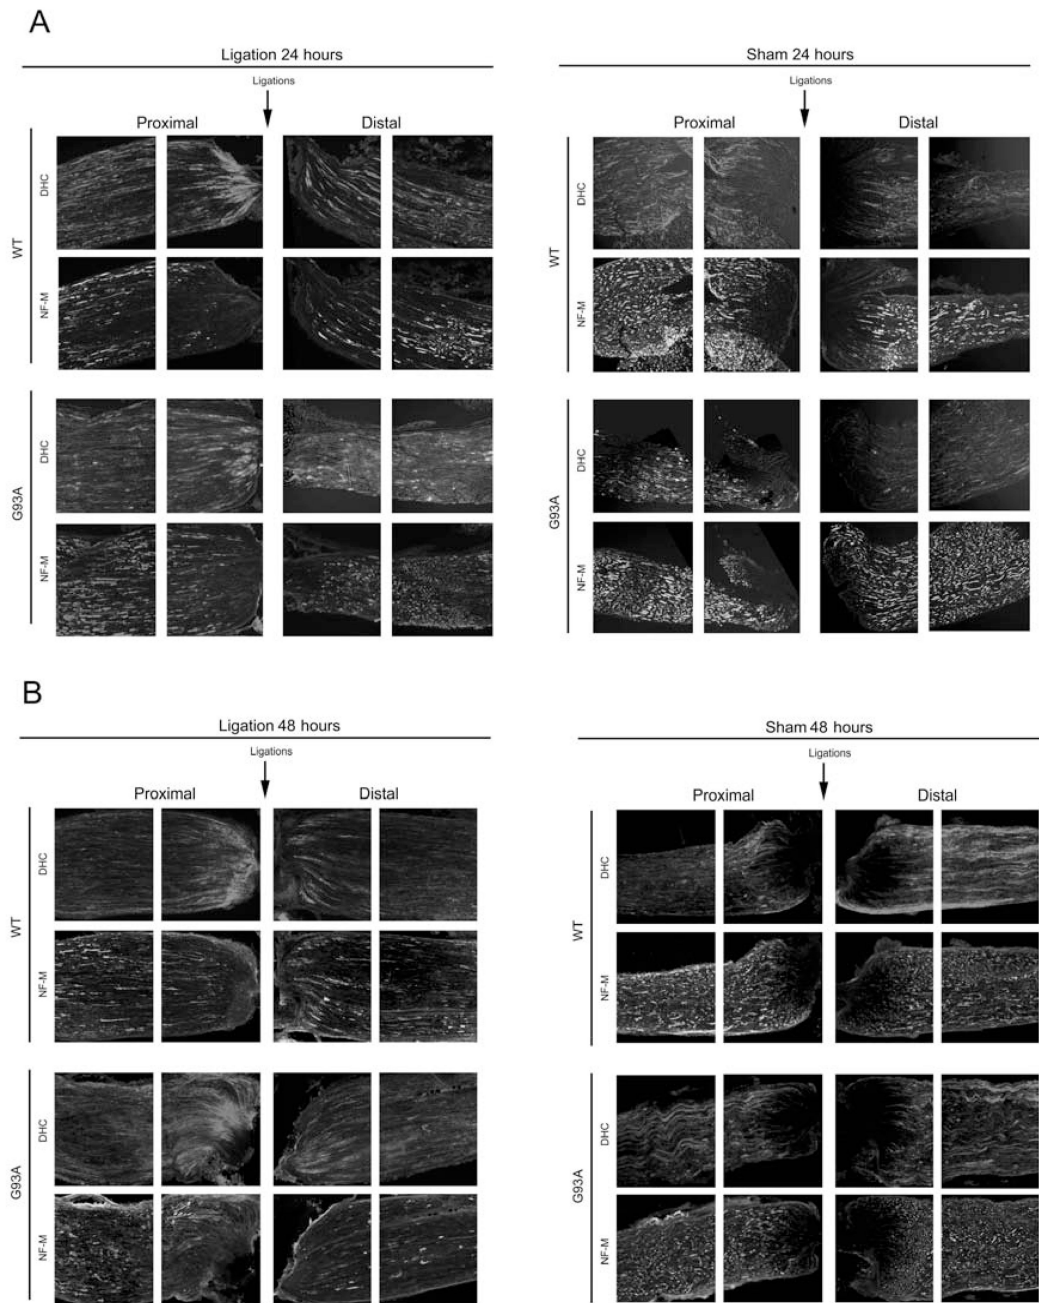 A
Ligation 24 hours
Ligations
Proximal Distal
WT
DHC
NF-M
G93A
DHC
NF-M
Sham 24 hours
Ligations
Proximal Distal
WT
DHC
NF-M
G93A
DHC
NF-M
B
Ligation 48 hours
Ligations
Proximal Distal
WT
DHC
NF-M
G93A
DHC
NF-M
Sham 48 hours
Ligations
Proximal Distal
WT
DHC
NF-M
G93A
DHC
NF-M